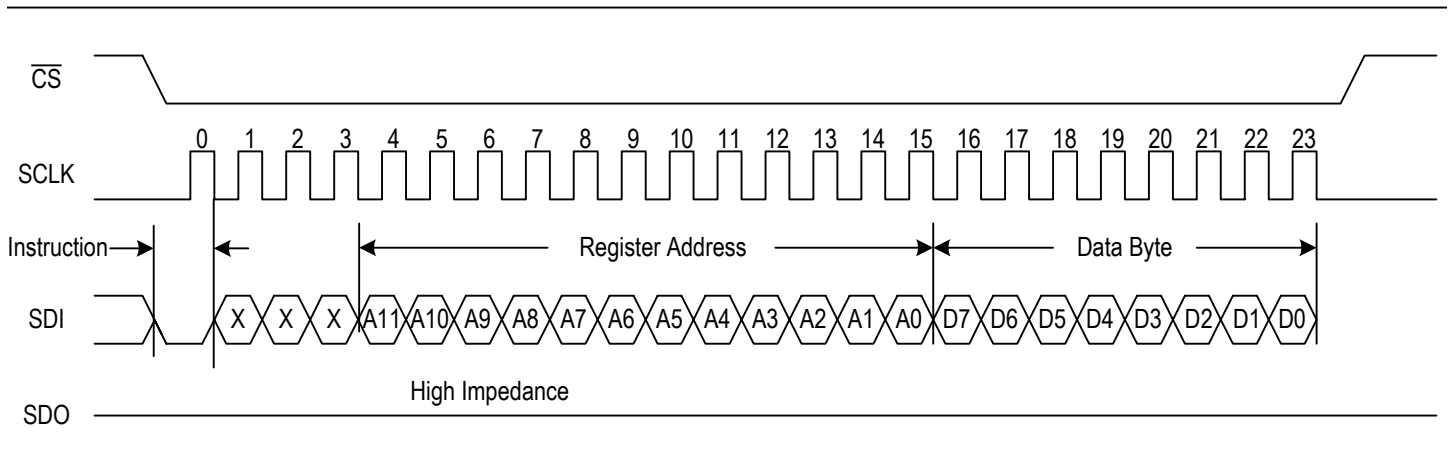 CS
0 1 2 3 4 5 6 7 8 9 10 11 12 13 14 15 16 17 18 19 20 21 22 23
SCLK
Instruction Register Address Data Byte
SDI X X X A11 A10 A9 A8 A7 A6 A5 A4 A3 A2 A1 A0 D7 D6 D5 D4 D3 D2 D1 D0
High Impedance
SDO